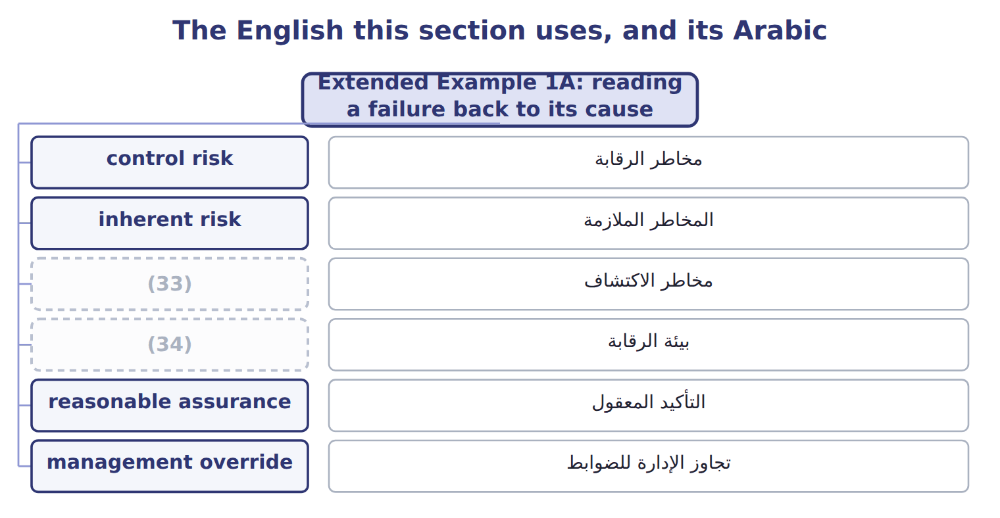 The English this section uses, and its Arabic
Extended Example 1A: reading
a failure back to its cause
control risk
مخاطر الرقابة
inherent risk
المخاطر الملازمة
(33)
مخاطر الاكتشاف
(34)
بيئة الرقابة
reasonable assurance
التأكيد المعقول
management override
تجاوز الإدارة للضوابط